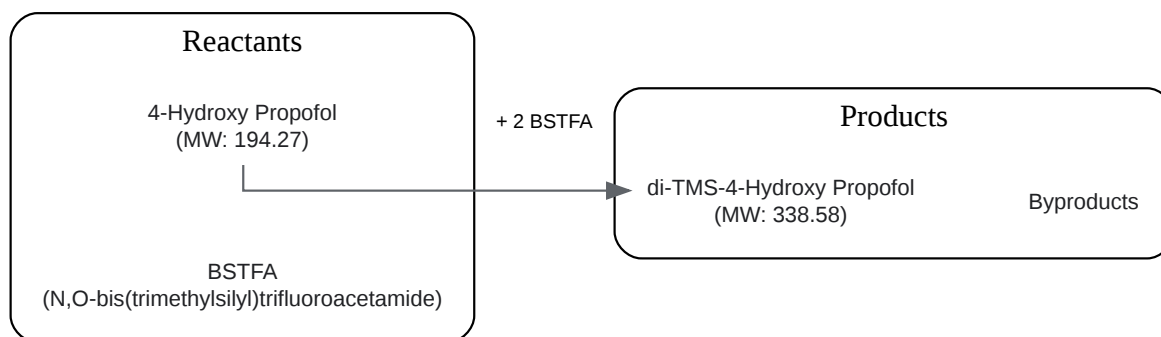 Reactants
4-Hydroxy Propofol
(MW: 194.27)
BSTFA
(N,O-bis(trimethylsilyl)trifluoroacetamide)
+ 2 BSTFA
Products
di-TMS-4-Hydroxy Propofol
(MW: 338.58)
Byproducts